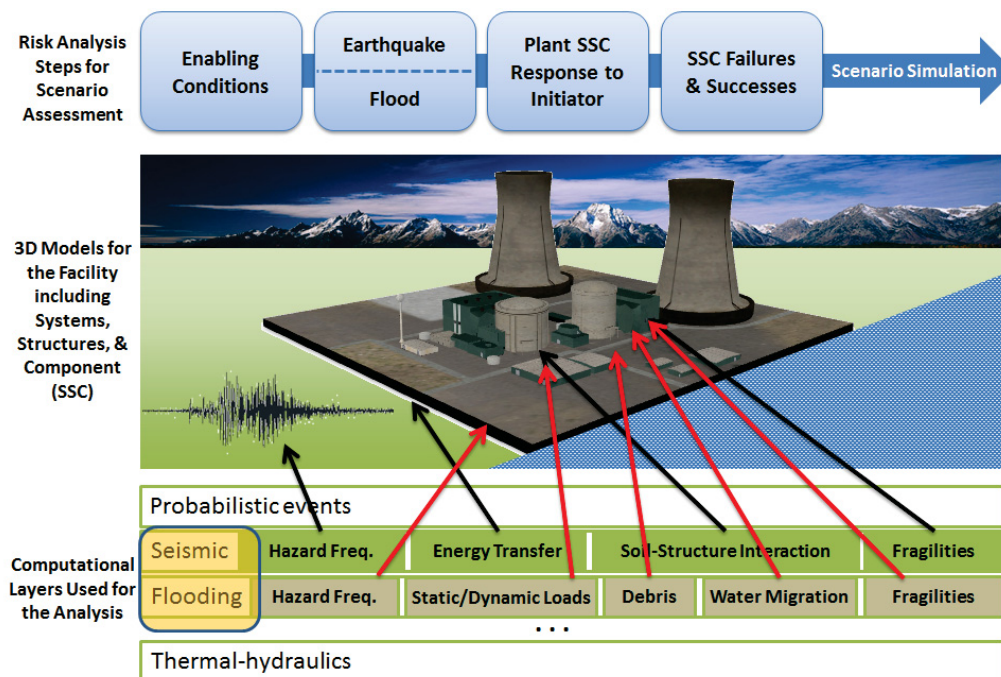 Risk Analysis
Steps for
Scenario
Assessment
Enabling
Conditions
Earthquake
Flood
Plant SSC
Response to
Initiator
SSC Failures
& Successes
Scenario Simulation
3D Models for
the Facility
including
Systems,
Structures, &
Component
(SSC)
Probabilistic events
Computational
Layers Used for
the Analysis
Seismic
Hazard Freq.
Energy Transfer
Soil-Structure Interaction
Fragilities
Flooding
Hazard Freq.
Static/Dynamic Loads
Debris
Water Migration
Fragilities
...
Thermal-hydraulics